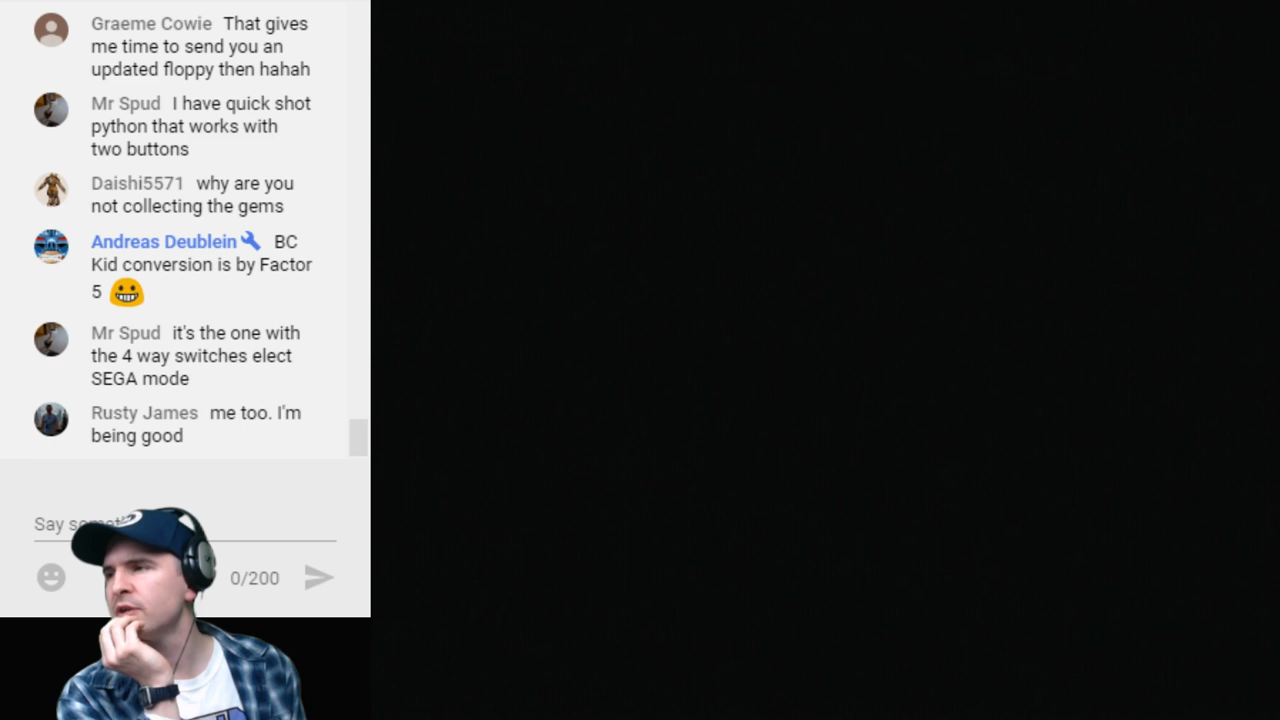 Graeme Cowie That gives
me time to send you an
updated floppy then hahah
Mr Spud I have quick shot
python that works with
two buttons
Daishi5571 why are you
not collecting the gems
Andreas Deublein BC
Kid conversion is by Factor
5
Mr Spud it's the one with
the 4 way switches elect
SEGA mode
Rusty James me too. I'm
being good
Say
0/200